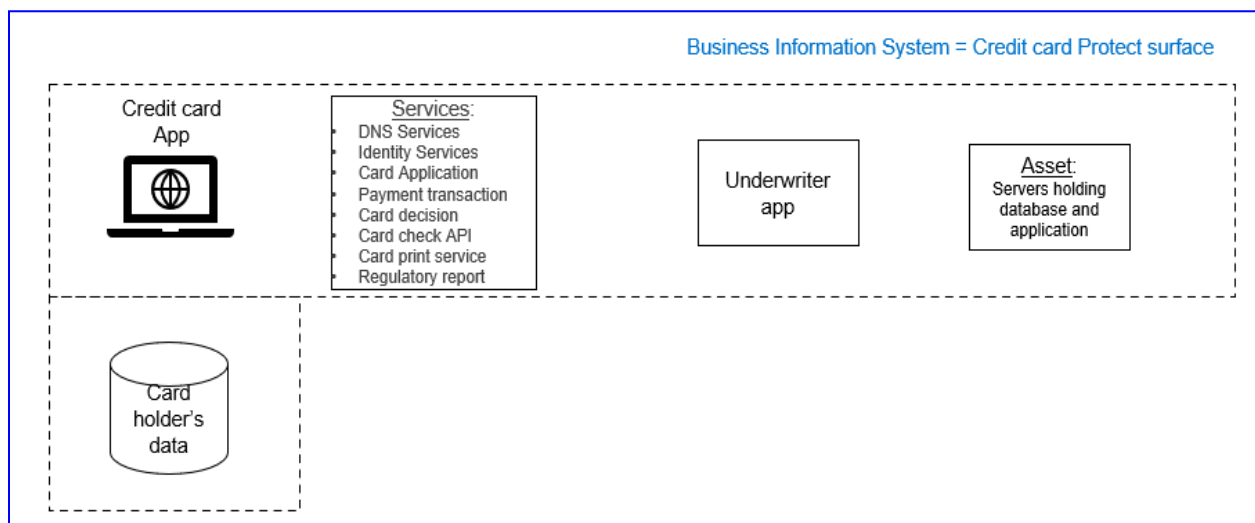 Business Information System = Credit card Protect surface
Credit card
App
Services:
• DNS Services
• Identity Services
• Card Application
• Payment transaction
• Card decision
• Card check API
• Card print service
• Regulatory report
Underwriter
app
Asset:
Servers holding
database and
application
Card
holder’s
data